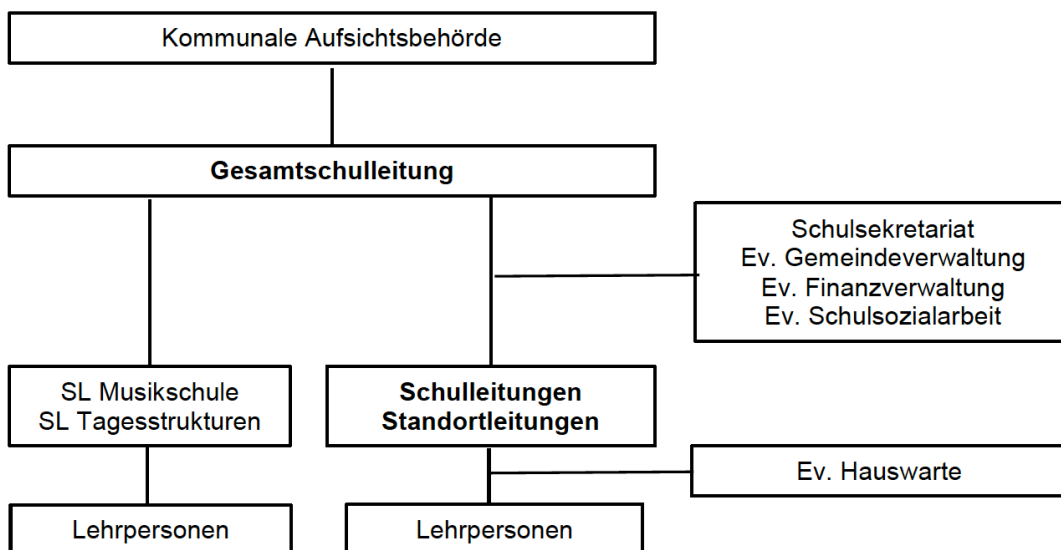 Kommunale Aufsichtsbehörde
Gesamtschulleitung
Schulsekretariat
Ev. Gemeindeverwaltung
Ev. Finanzverwaltung
Ev. Schulsozialarbeit
SL Musikschule
SL Tagesstrukturen
Schulleitungen
Standortleitungen
Ev. Hauswarte
Lehrpersonen
Lehrpersonen